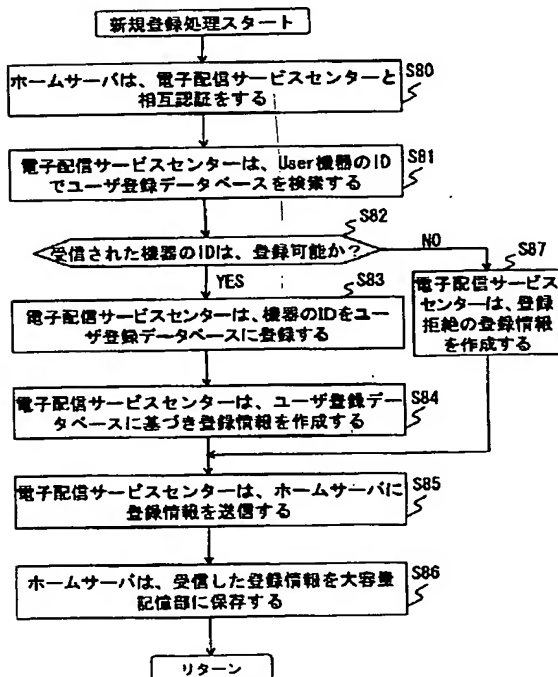 新規登録処理スタート
ホームサーバは、電子配信サービスセンターと
相互認証をする
S80
電子配信サービスセンターは、User機器のID
でユーザ登録データベースを検索する
S81
S82
受信された機器のIDは、登録可能か？
NO
YES
S83
電子配信サービスセンターは、機器のIDをユー
ザ登録データベースに登録する
S87
電子配信サービス
センターは、登録
拒絶の登録情報
を作成する
電子配信サービスセンターは、ユーザ登録デー
タベースに基づき登録情報を作成する
S84
電子配信サービスセンターは、ホームサーバに
登録情報を送信する
S85
ホームサーバは、受信した登録情報を大容量
記憶部に保存する
S86
リターン